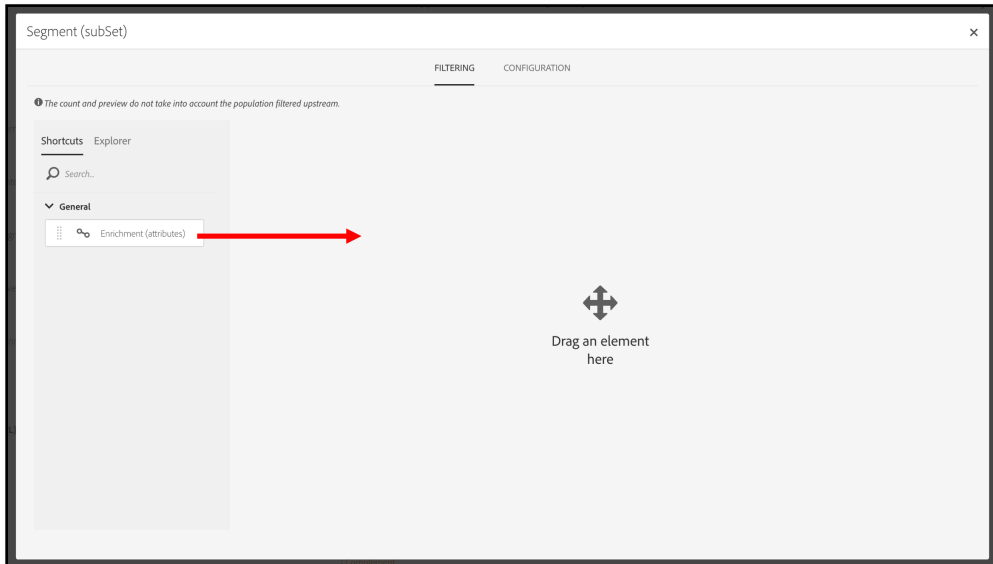 Segment (subSet)
FILTERING CONFIGURATION
The count and preview do not take into account the population filtered upstream.
Shortcuts Explorer
Search..
General
Enrichment (attributes)
Drag an element
here